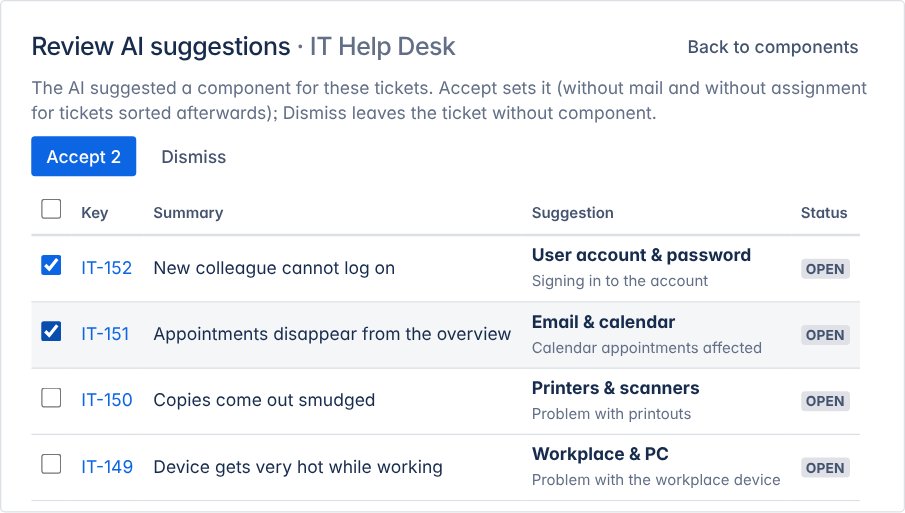 Review AI suggestions · IT Help Desk
Back to components
The AI suggested a component for these tickets. Accept sets it (without mail and without assignment
for tickets sorted afterwards); Dismiss leaves the ticket without component.
Accept 2 Dismiss
Key Summary Suggestion Status
IT-152 New colleague cannot log on User account & password OPEN
Signing in to the account
IT-151 Appointments disappear from the overview Email & calendar OPEN
Calendar appointments affected
IT-150 Copies come out smudged Printers & scanners OPEN
Problem with printouts
IT-149 Device gets very hot while working Workplace & PC OPEN
Problem with the workplace device